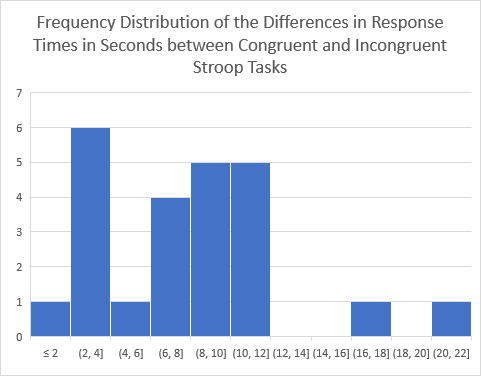 Frequency Distribution of the Differences in Response
Times in Seconds between Congruent and Incongruent
Stroop Tasks
7
6
5
4
3
2
1
0
≤ 2 (2, 4] (4, 6] (6, 8] (8, 10] (10, 12] (12, 14] (14, 16] (16, 18] (18, 20] (20, 22]